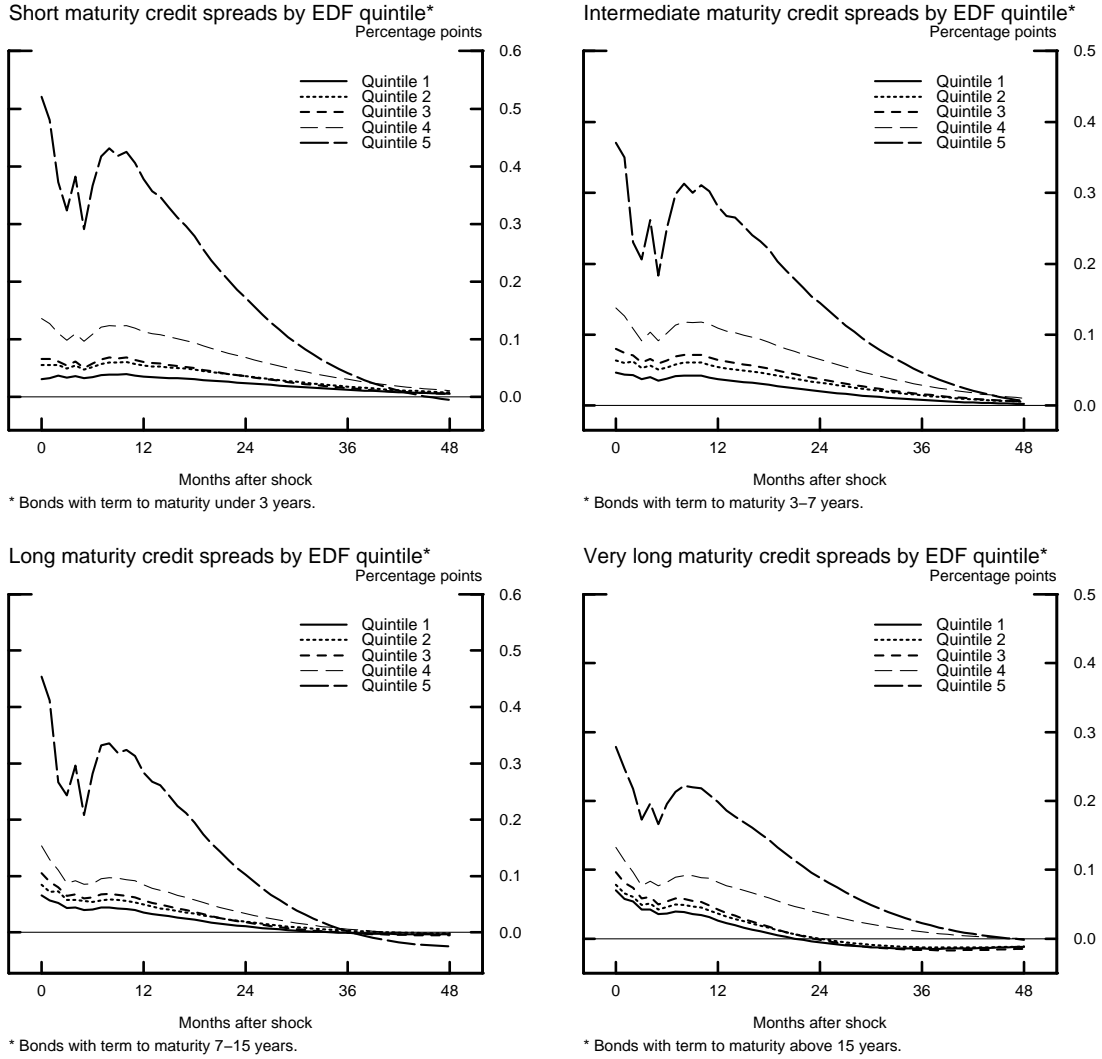 Short maturity credit spreads by EDF quintile*
Percentage points
Quintile 1
Quintile 2
Quintile 3
Quintile 4
Quintile 5
0.6
0.5
0.4
0.3
0.2
0.1
0.0
0 12 24 36 48
Months after shock
* Bonds with term to maturity under 3 years.
Intermediate maturity credit spreads by EDF quintile*
Percentage points
Quintile 1
Quintile 2
Quintile 3
Quintile 4
Quintile 5
0.5
0.4
0.3
0.2
0.1
0.0
0 12 24 36 48
Months after shock
* Bonds with term to maturity 3−7 years.
Long maturity credit spreads by EDF quintile*
Percentage points
Quintile 1
Quintile 2
Quintile 3
Quintile 4
Quintile 5
0.6
0.5
0.4
0.3
0.2
0.1
0.0
0 12 24 36 48
Months after shock
* Bonds with term to maturity 7−15 years.
Very long maturity credit spreads by EDF quintile*
Percentage points
Quintile 1
Quintile 2
Quintile 3
Quintile 4
Quintile 5
0.5
0.4
0.3
0.2
0.1
0.0
0 12 24 36 48
Months after shock
* Bonds with term to maturity above 15 years.